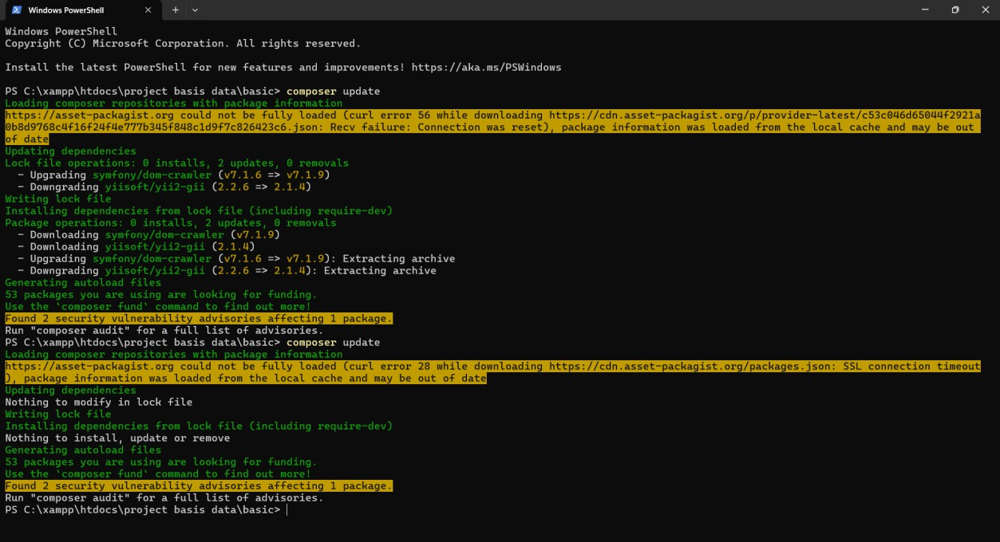 Windows PowerShell
Windows PowerShell
Copyright (C) Microsoft Corporation. All rights reserved.
Install the latest PowerShell for new features and improvements! https://aka.ms/PSWindows
PS C:\xampp\htdocs\project basis data\basic> composer update
Loading composer repositories with package information
https://asset-packagist.org could not be fully loaded (curl error 56 while downloading https://cdn.asset-packagist.org/p/provider-latest/c53c046d65044f2921a
0b8d9768c4f16f24f4e777b345f848c1d9f7c826423c6.json: Recv failure: Connection was reset), package information was loaded from the local cache and may be out
of date
Updating dependencies
Lock file operations: 0 installs, 2 updates, 0 removals
  - Upgrading symfony/dom-crawler (v7.1.6 => v7.1.9)
  - Downgrading yiisoft/yii2-gii (2.2.6 => 2.1.4)
Writing lock file
Installing dependencies from lock file (including require-dev)
Package operations: 0 installs, 2 updates, 0 removals
  - Downloading symfony/dom-crawler (v7.1.9)
  - Downloading yiisoft/yii2-gii (2.1.4)
  - Upgrading symfony/dom-crawler (v7.1.6 => v7.1.9): Extracting archive
  - Downgrading yiisoft/yii2-gii (2.2.6 => 2.1.4): Extracting archive
Generating autoload files
53 packages you are using are looking for funding.
Use the `composer fund` command to find out more!
Found 2 security vulnerability advisories affecting 1 package.
Run "composer audit" for a full list of advisories.
PS C:\xampp\htdocs\project basis data\basic> composer update
Loading composer repositories with package information
https://asset-packagist.org could not be fully loaded (curl error 28 while downloading https://cdn.asset-packagist.org/packages.json: SSL connection timeout
), package information was loaded from the local cache and may be out of date
Updating dependencies
Nothing to modify in lock file
Writing lock file
Installing dependencies from lock file (including require-dev)
Nothing to install, update or remove
Generating autoload files
53 packages you are using are looking for funding.
Use the `composer fund` command to find out more!
Found 2 security vulnerability advisories affecting 1 package.
Run "composer audit" for a full list of advisories.
PS C:\xampp\htdocs\project basis data\basic>